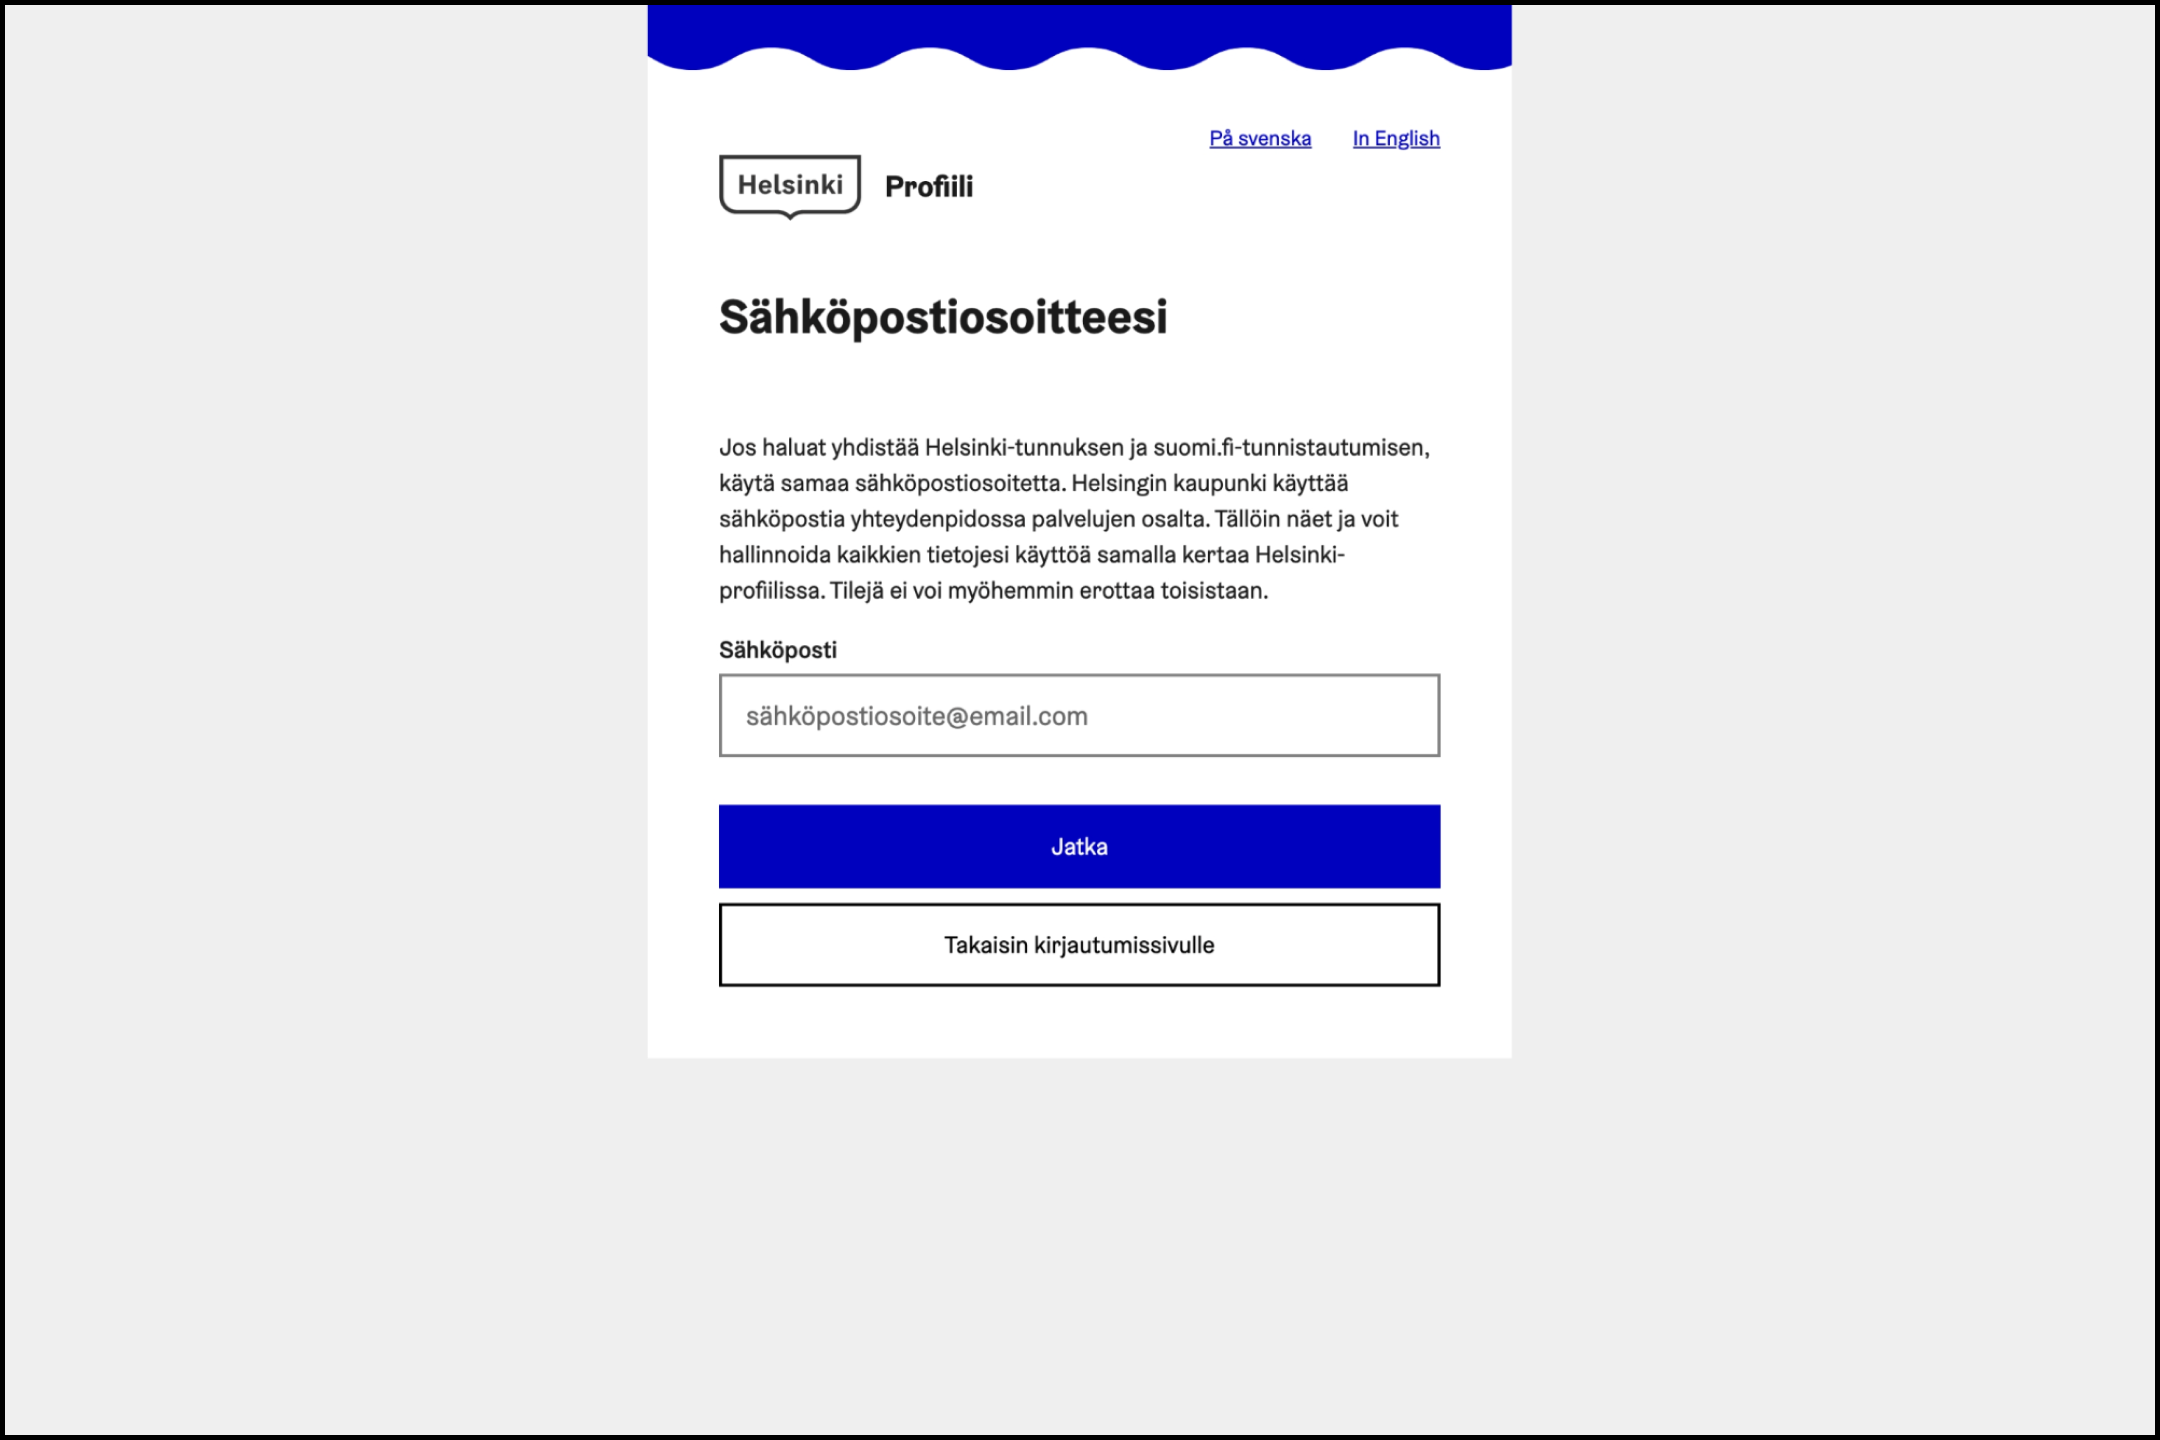 På svenska In English
Helsinki Profiili
Sähköpostiosoitteesi
Jos haluat yhdistää Helsinki-tunnuksen ja suomi.fi-tunnistautumisen,
käytä samaa sähköpostiosoitetta. Helsingin kaupunki käyttää
sähköpostia yhteydenpidossa palvelujen osalta. Tällöin näet ja voit
hallinnoida kaikkien tietojesi käyttöä samalla kertaa Helsinki-
profiilissa. Tilejä ei voi myöhemmin erottaa toisistaan.
Sähköposti
sähköpostiosoite@email.com
Jatka
Takaisin kirjautumissivulle